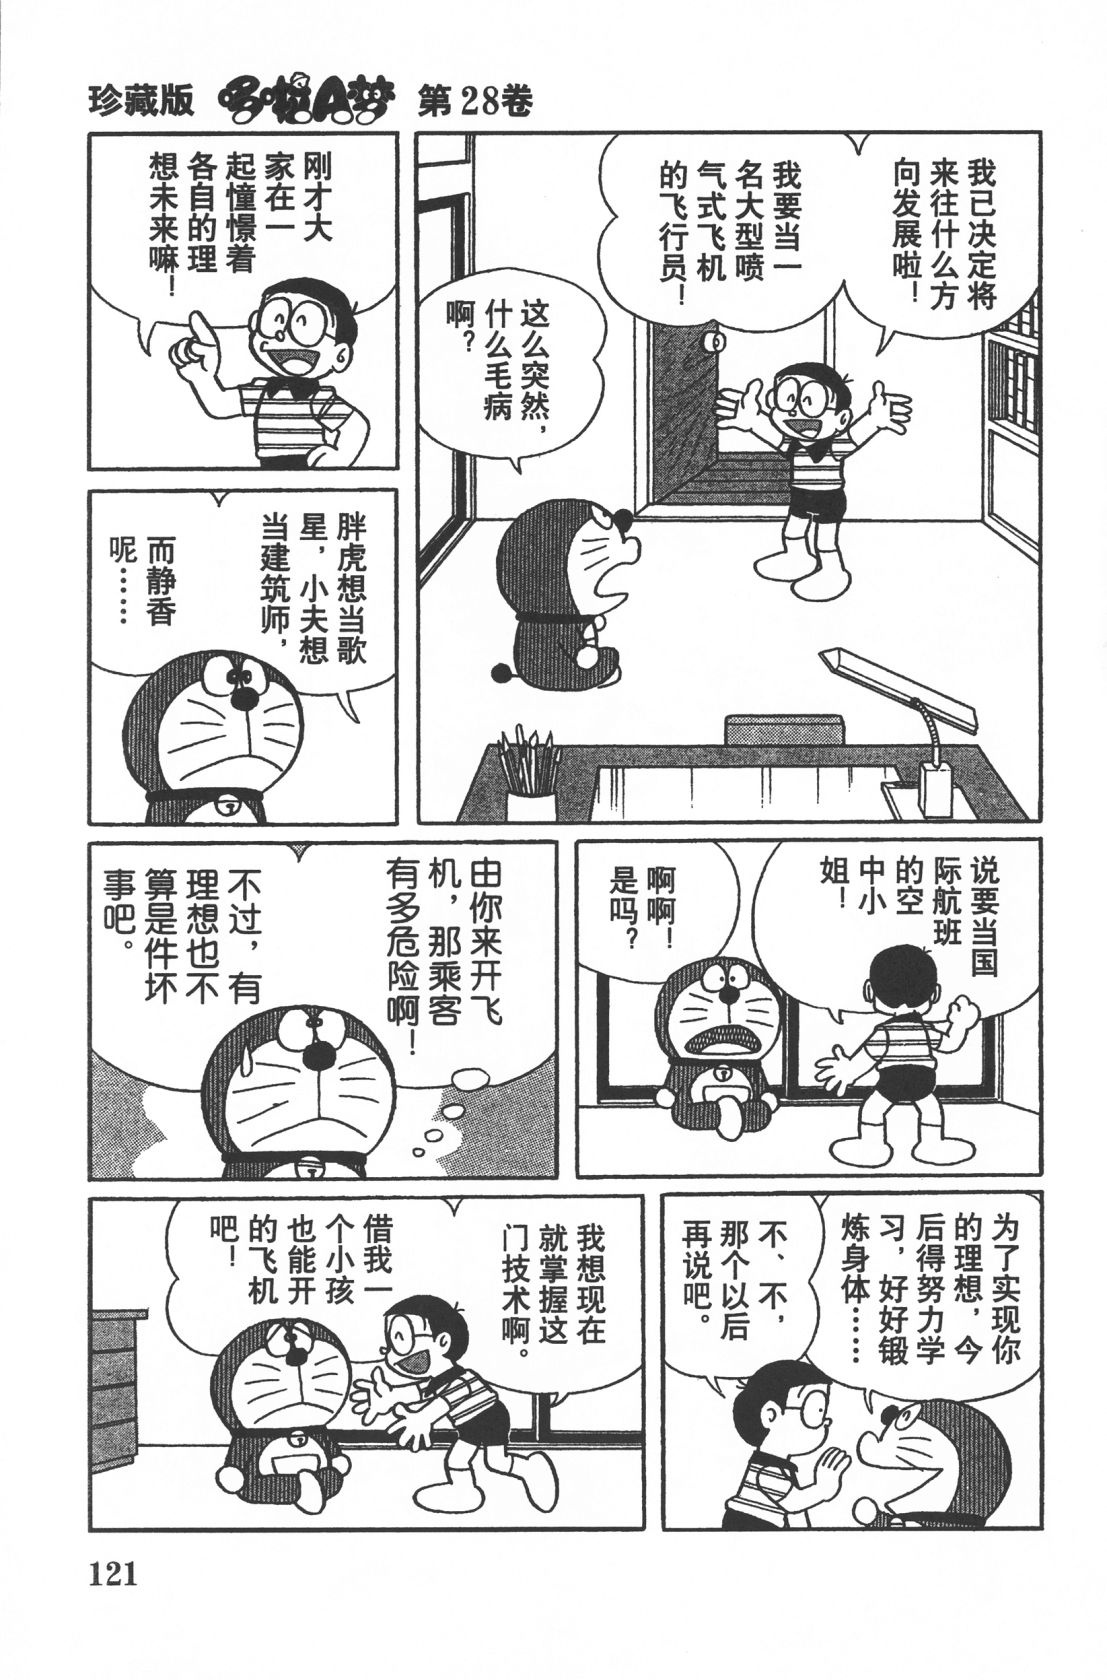 珍藏版 哆啦A梦 第28卷
我已决定将
来往什么方
向发展啦！
我要当一
名大型喷
气式飞机
的飞行员！
这么突然，
什么毛病
啊？
刚才大
家在一
起憧憬着
各自的理
想未来嘛！
胖虎想当歌
星，小夫想
当建筑师，
而静香
呢……
说要当国
际航班
的空
中小
姐！
啊啊！
是吗？
由你来开飞
机，那乘客
有多危险啊！
不过，有
理想也不
算是件坏
事吧。
为了实现你
的理想，今
后得努力学
习，好好锻
炼身体……
不、不，
那个以后
再说吧。
我想现在
就掌握这
门技术啊。
借我一
个小孩
也能开
的飞机
吧！
121